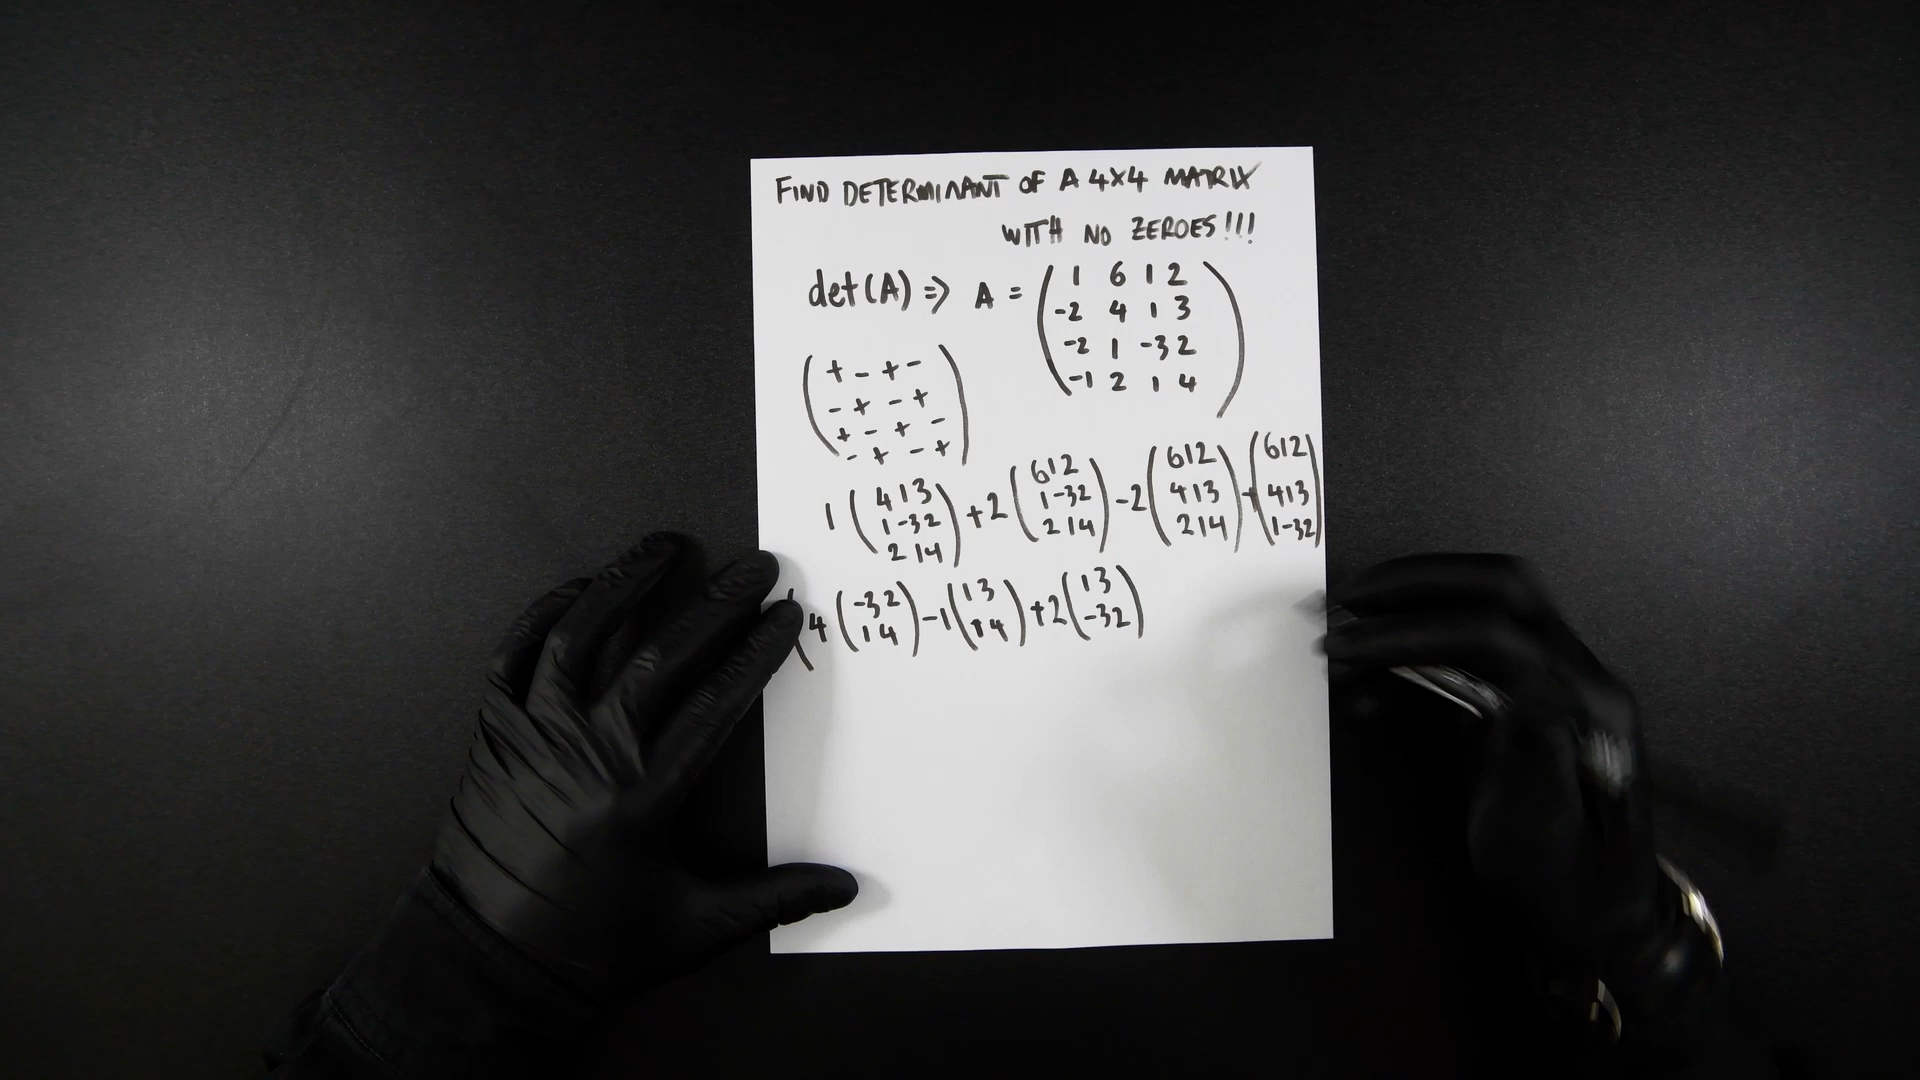 FIND DETERMINANT OF A 4X4 MATRIX
WITH NO ZEROES!!!
det(A) => A = ( 1 6 1 2
-2 4 1 3
-2 1 -3 2
-1 2 1 4 )
( + - + -
- + - +
+ - + -
- + - + )
1 ( 4 1 3 ) +2 ( 6 1 2 ) -2 ( 6 1 2 ) + ( 6 1 2 )
1 -3 2 1 -3 2 4 1 3 4 1 3
2 1 4 2 1 4 2 1 4 1 -3 2
( 4 ( -3 2 ) -1 ( 1 3 ) +2 ( 1 3 )
1 4 1 4 -3 2